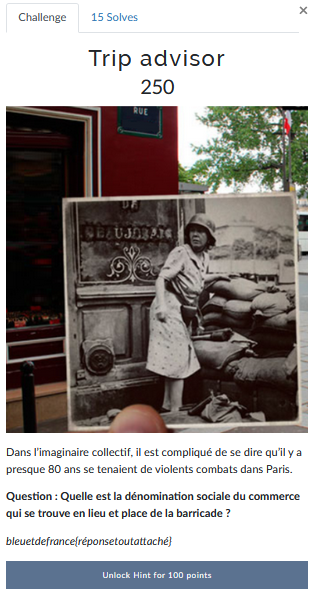 Challenge
15 Solves
×
Trip advisor
250
RUE
BEAUJOLAIS
Dans l'imaginaire collectif, il est compliqué de se dire qu'il y a
presque 80 ans se tenaient de violents combats dans Paris.
Question : Quelle est la dénomination sociale du commerce
qui se trouve en lieu et place de la barricade ?
bleuetdefrance{réponsetoutattaché}
Unlock Hint for 100 points